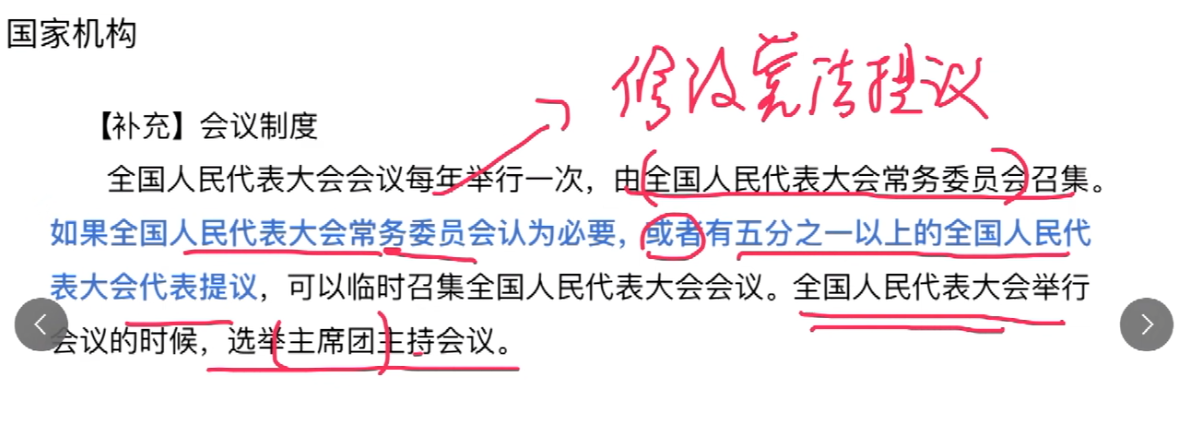 国家机构
修改宪法提议
【补充】会议制度
全国人民代表大会会议每年举行一次，由全国人民代表大会常务委员会召集。
如果全国人民代表大会常务委员会认为必要，或者有五分之一以上的全国人民代
表大会代表提议，可以临时召集全国人民代表大会会议。全国人民代表大会举行
会议的时候，选举主席团主持会议。